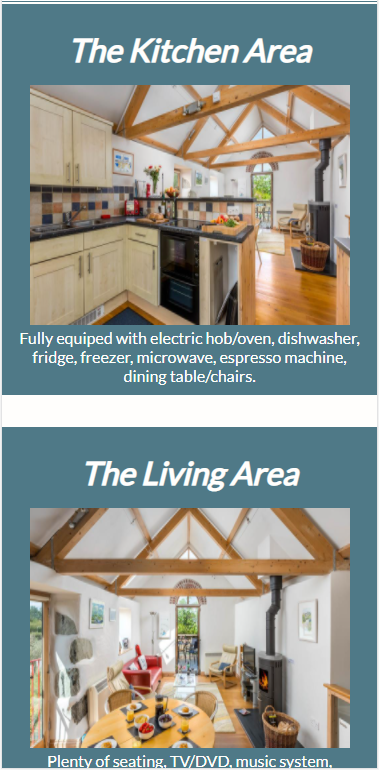 The Kitchen Area
Fully equiped with electric hob/oven, dishwasher,
fridge, freezer, microwave, espresso machine,
dining table/chairs.
The Living Area
Plenty of seating, TV/DVD, music system,